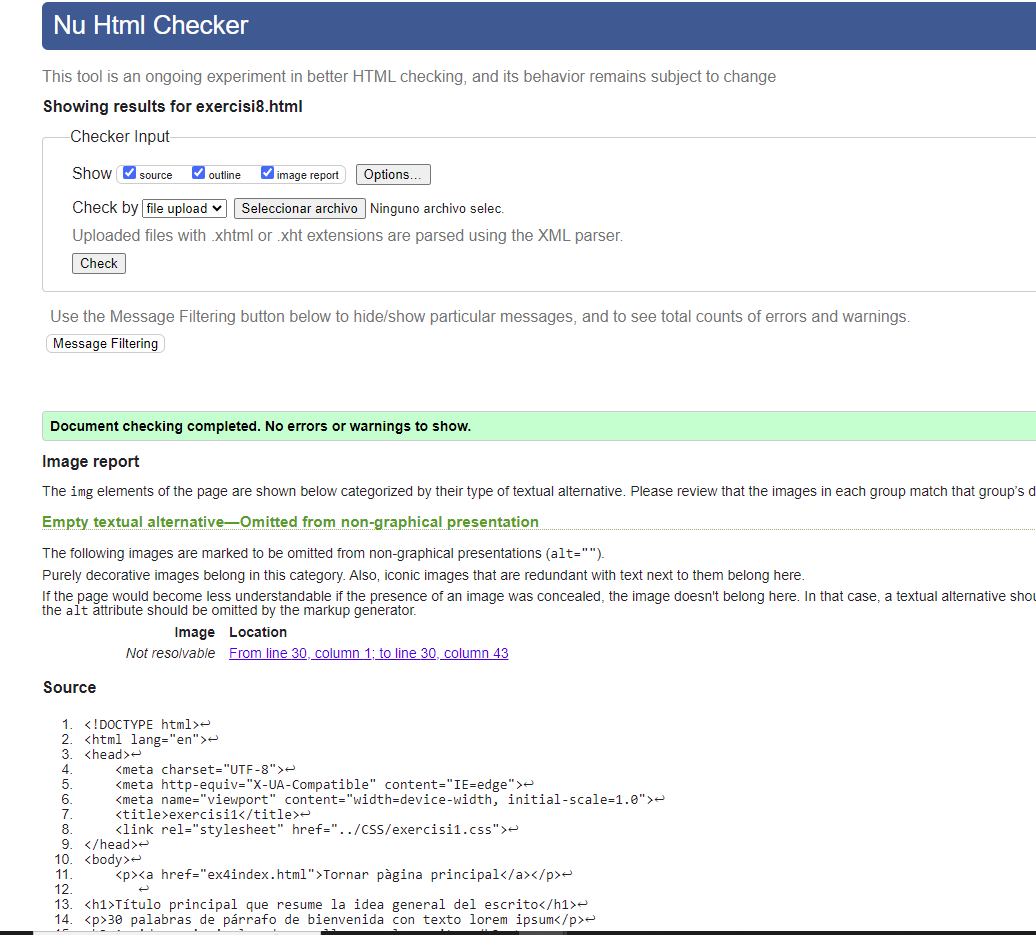 Nu Html Checker
This tool is an ongoing experiment in better HTML checking, and its behavior remains subject to change
Showing results for exercisi8.html
Checker Input
Show source outline image report Options...
Check by file upload Seleccionar archivo Ninguno archivo selec.
Uploaded files with .xhtml or .xht extensions are parsed using the XML parser.
Check
Use the Message Filtering button below to hide/show particular messages, and to see total counts of errors and warnings.
Message Filtering
Document checking completed. No errors or warnings to show.
Image report
The img elements of the page are shown below categorized by their type of textual alternative. Please review that the images in each group match that group's d
Empty textual alternative—Omitted from non-graphical presentation
The following images are marked to be omitted from non-graphical presentations (alt="").
Purely decorative images belong in this category. Also, iconic images that are redundant with text next to them belong here.
If the page would become less understandable if the presence of an image was concealed, the image doesn't belong here. In that case, a textual alternative shou
the alt attribute should be omitted by the markup generator.
Image Location
Not resolvable From line 30, column 1; to line 30, column 43
Source
1. <!DOCTYPE html>↩
2. <html lang="en">↩
3. <head>↩
4. <meta charset="UTF-8">↩
5. <meta http-equiv="X-UA-Compatible" content="IE=edge">↩
6. <meta name="viewport" content="width=device-width, initial-scale=1.0">↩
7. <title>exercisi1</title>↩
8. <link rel="stylesheet" href="../CSS/exercisi1.css">↩
9. </head>↩
10. <body>↩
11. <p><a href="ex4index.html">Tornar pàgina principal</a></p>↩
12. ↩
13. <h1>Título principal que resume la idea general del escrito</h1>↩
14. <p>30 palabras de párrafo de bienvenida con texto lorem ipsum</p>↩